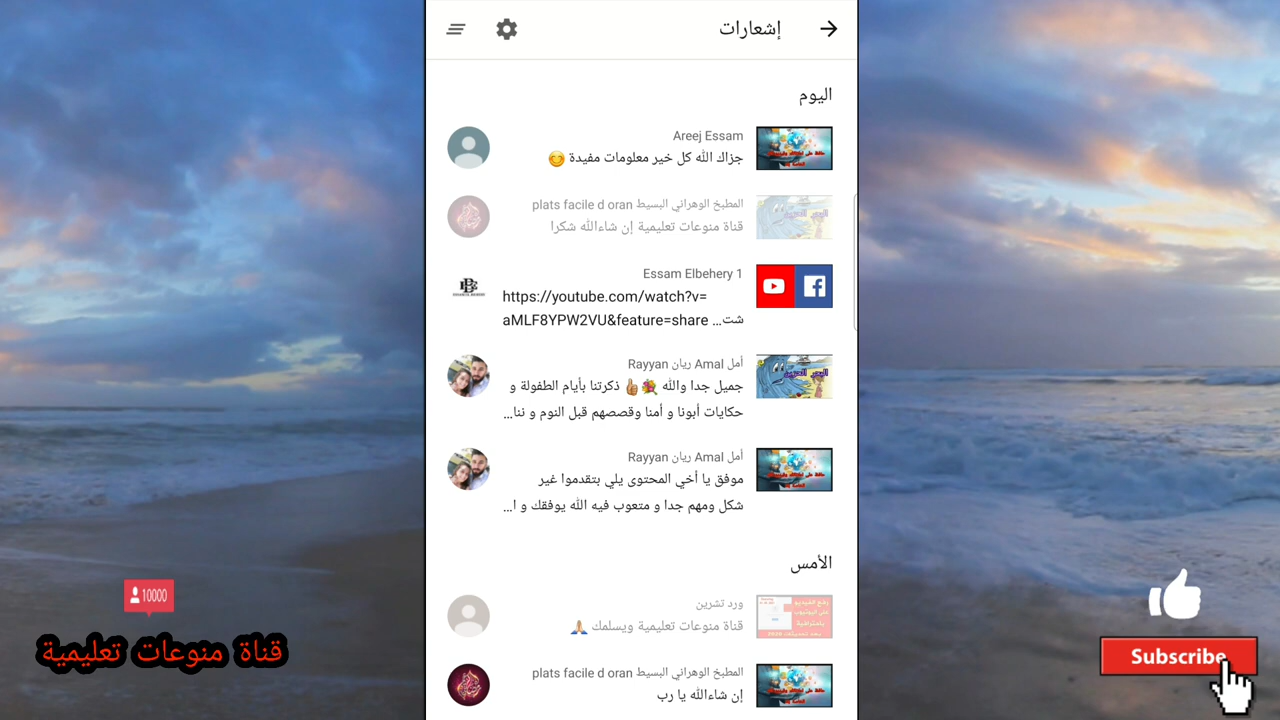 إشعارات
اليوم
Areej Essam
جزاك الله كل خير معلومات مفيدة 😊
المطبخ الوهراني البسيط plats facile d oran
قناة منوعات تعليمية إن شاءالله شكرا
Essam Elbehery 1
https://youtube.com/watch?v=
aMLF8YPW2VU&feature=share شت...
أمل ريان Amal Rayyan
جميل جدا والله 💐👍🏽 ذكرتنا بأيام الطفولة و
حكايات أبونا و أمنا وقصصهم قبل النوم و ننا...
البحر الحزين
أمل ريان Amal Rayyan
موفق يا أخي المحتوى يلي بتقدموا غير
شكل ومهم جدا و متعوب فيه الله يوفقك و ا...
الأمس
ورد تشرين
قناة منوعات تعليمية ويسلمك 🙏🏼
المطبخ الوهراني البسيط plats facile d oran
إن شاءالله يا رب
10000
قناة منوعات تعليمية
Subscribe